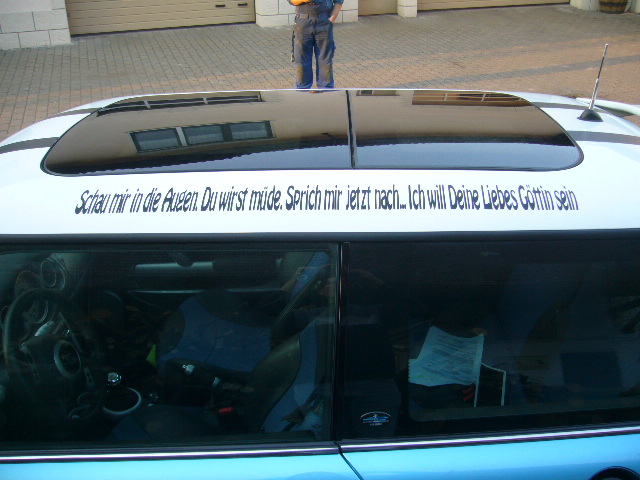 Schau mir in die Augen. Du wirst müde. Sprich mir jetzt nach... Ich will Deine Liebes Göttin sein